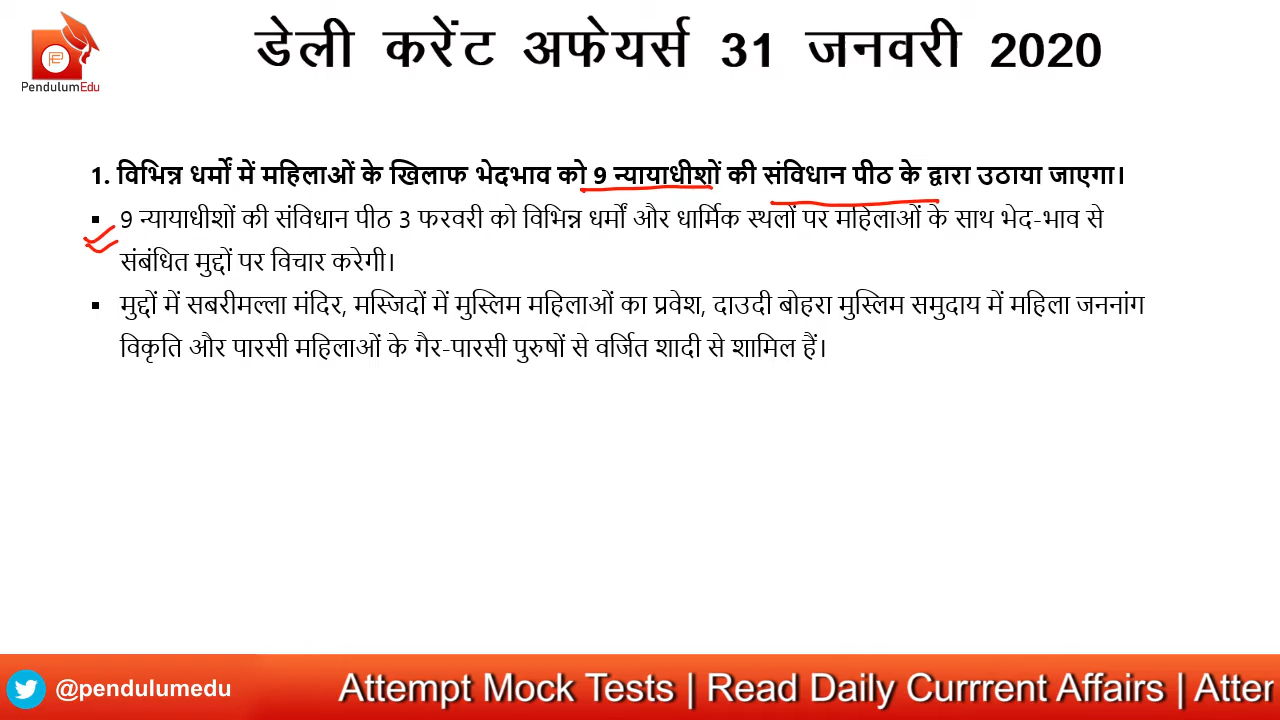 डेली करेंट अफेयर्स 31 जनवरी 2020
PendulumEdu
1. विभिन्न धर्मों में महिलाओं के खिलाफ भेदभाव को 9 न्यायाधीशों की संविधान पीठ के द्वारा उठाया जाएगा।
▪ 9 न्यायाधीशों की संविधान पीठ 3 फरवरी को विभिन्न धर्मों और धार्मिक स्थलों पर महिलाओं के साथ भेद-भाव से
संबंधित मुद्दों पर विचार करेगी।
▪ मुद्दों में सबरीमल्ला मंदिर, मस्जिदों में मुस्लिम महिलाओं का प्रवेश, दाउदी बोहरा मुस्लिम समुदाय में महिला जननांग
विकृति और पारसी महिलाओं के गैर-पारसी पुरुषों से वर्जित शादी से शामिल हैं।
@pendulumedu
Attempt Mock Tests | Read Daily Currrent Affairs | Atter